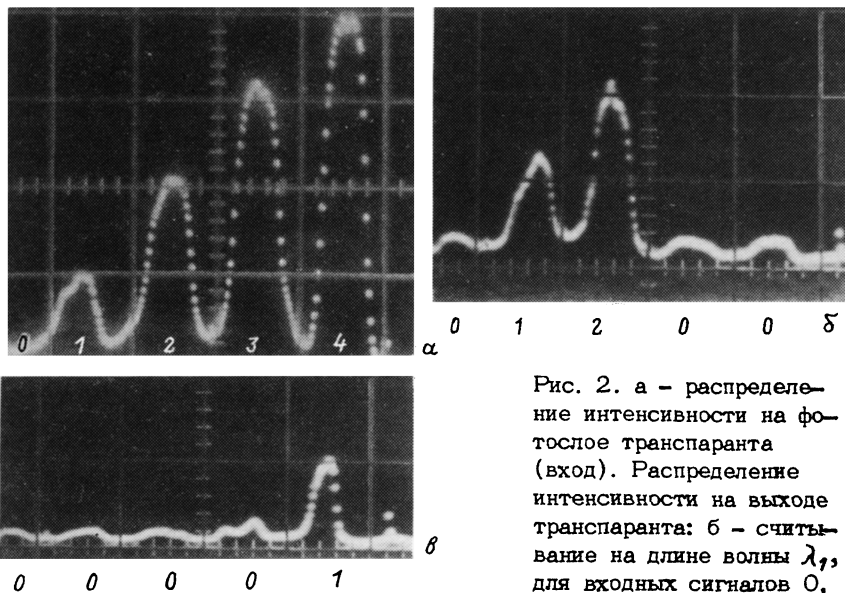 0 1 2 3 4 а
0 1 2 0 0 б
0 0 0 0 1 в
Рис. 2. а – распределе–
ние интенсивности на фо–
тослое транспаранта
(вход). Распределение
интенсивности на выходе
транспаранта: б – считы–
вание на длине волны λ₁,
для входных сигналов 0,